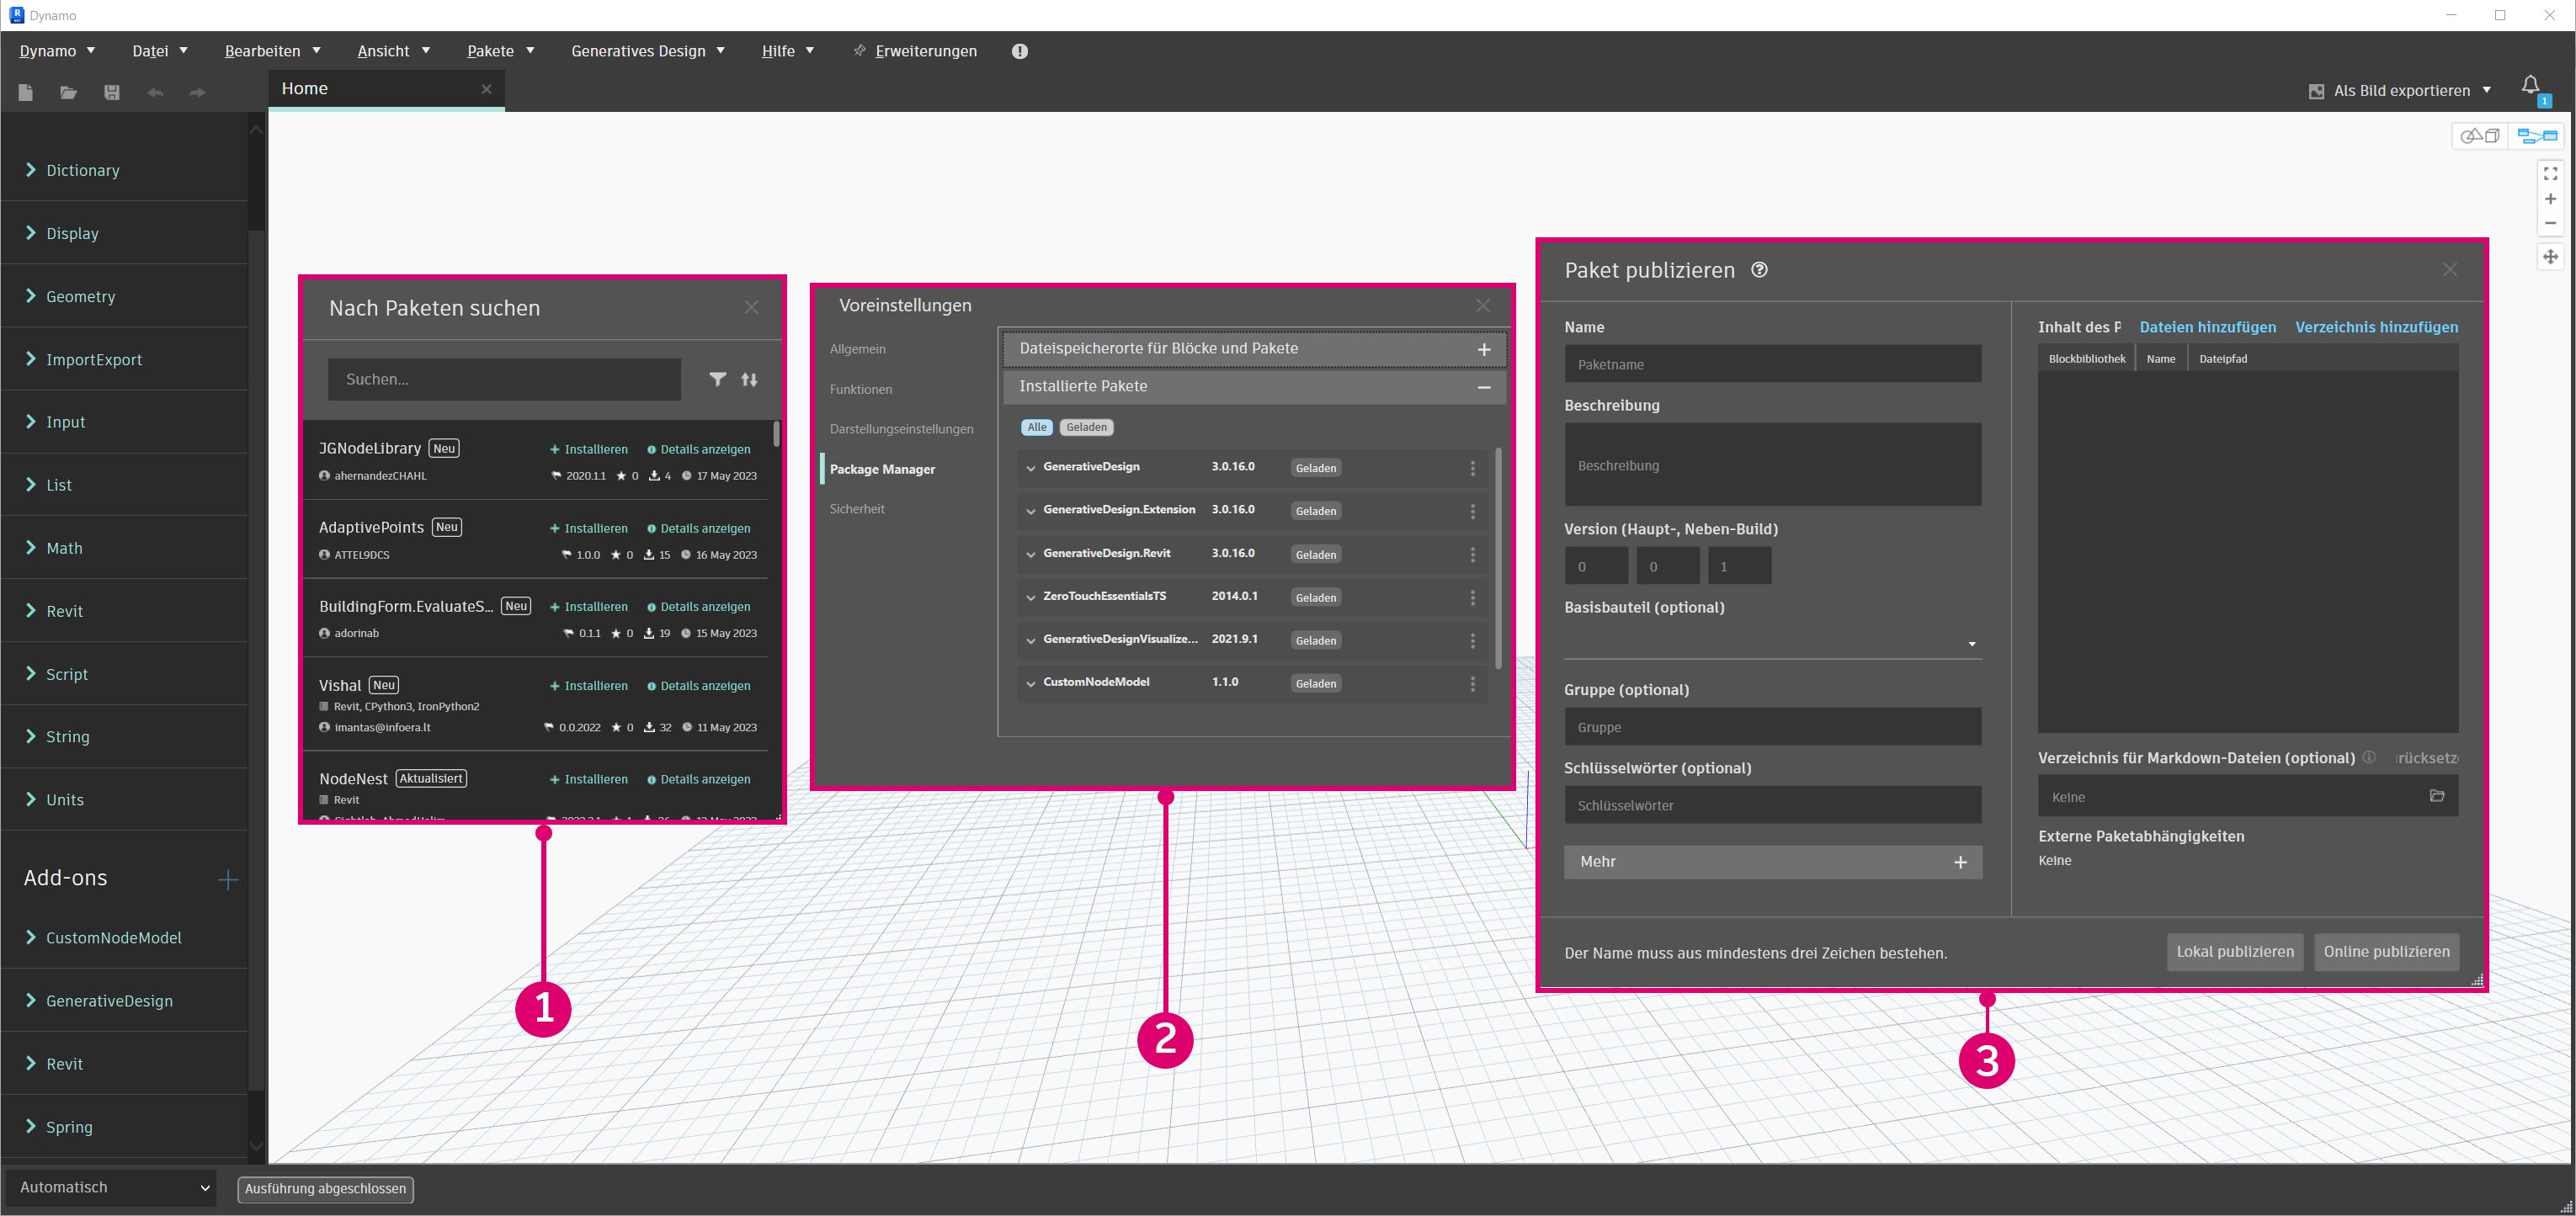 Dynamo
Dynamo Datei Bearbeiten Ansicht Pakete Generatives Design Hilfe Erweiterungen
Home
Als Bild exportieren
1
Dictionary
Display
Geometry
ImportExport
Input
List
Math
Revit
Script
String
Units
Add-ons
CustomNodeModel
GenerativeDesign
Revit
Spring
Automatisch
Ausführung abgeschlossen
Nach Paketen suchen
Suchen...
JGNodeLibrary Neu Installieren Details anzeigen
ahernandezCHAHL 2020.1.1 0 4 17 May 2023
AdaptivePoints Neu Installieren Details anzeigen
ATTEL9DCS 1.0.0 0 15 16 May 2023
BuildingForm.EvaluateS... Neu Installieren Details anzeigen
adorinab 0.1.1 0 19 15 May 2023
Vishal Neu Installieren Details anzeigen
Revit, CPython3, IronPython2
imantas@infoera.lt 0.0.2022 0 32 11 May 2023
NodeNest Aktualisiert Installieren Details anzeigen
Revit
1
Voreinstellungen
Allgemein
Funktionen
Darstellungseinstellungen
Package Manager
Sicherheit
Dateispeicherorte für Blöcke und Pakete
Installierte Pakete
Alle Geladen
GenerativeDesign 3.0.16.0 Geladen
GenerativeDesign.Extension 3.0.16.0 Geladen
GenerativeDesign.Revit 3.0.16.0 Geladen
ZeroTouchEssentialsTS 2014.0.1 Geladen
GenerativeDesignVisualize... 2021.9.1 Geladen
CustomNodeModel 1.1.0 Geladen
2
Paket publizieren
Name
Paketname
Beschreibung
Beschreibung
Version (Haupt-, Neben-Build)
0 0 1
Basisbauteil (optional)
Gruppe (optional)
Gruppe
Schlüsselwörter (optional)
Schlüsselwörter
Mehr
Inhalt des P Dateien hinzufügen Verzeichnis hinzufügen
Blockbibliothek Name Dateipfad
Verzeichnis für Markdown-Dateien (optional) rücksetz
Keine
Externe Paketabhängigkeiten
Keine
Der Name muss aus mindestens drei Zeichen bestehen.
Lokal publizieren Online publizieren
3